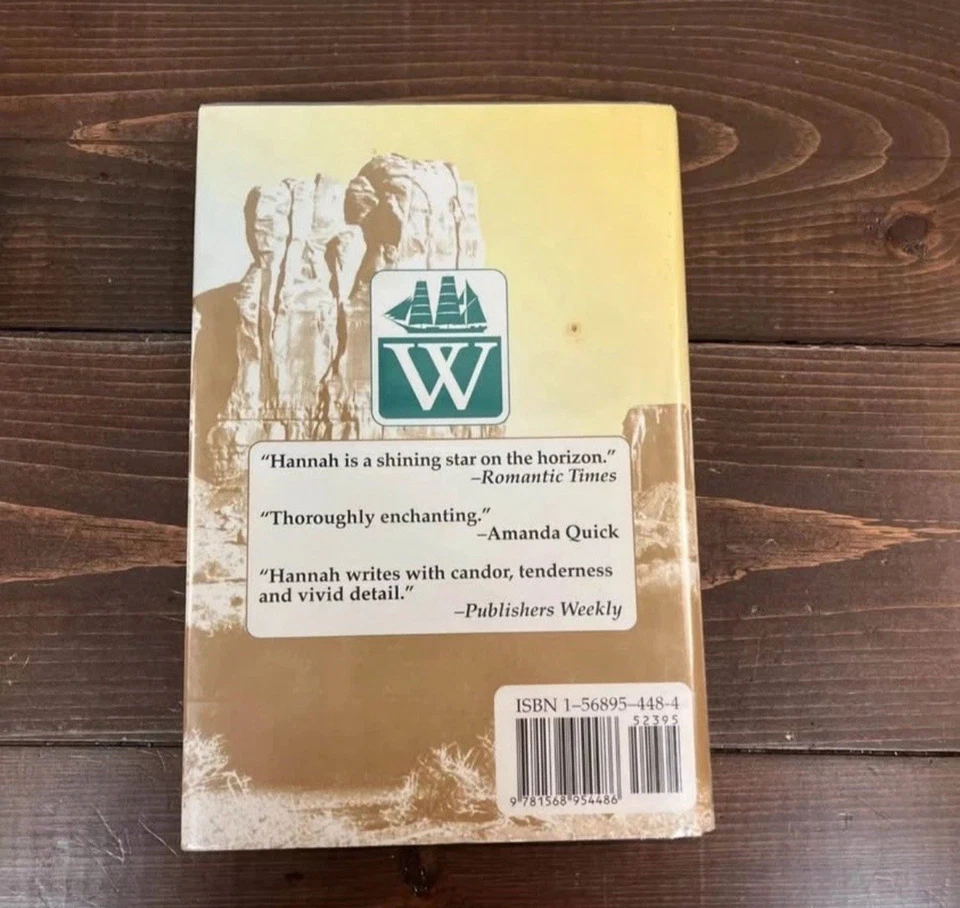 W
“Hannah is a shining star on the horizon.”
–Romantic Times
“Thoroughly enchanting.”
–Amanda Quick
“Hannah writes with candor, tenderness
and vivid detail.”
–Publishers Weekly
ISBN 1–56895–448-4
52395
9 781568 954486